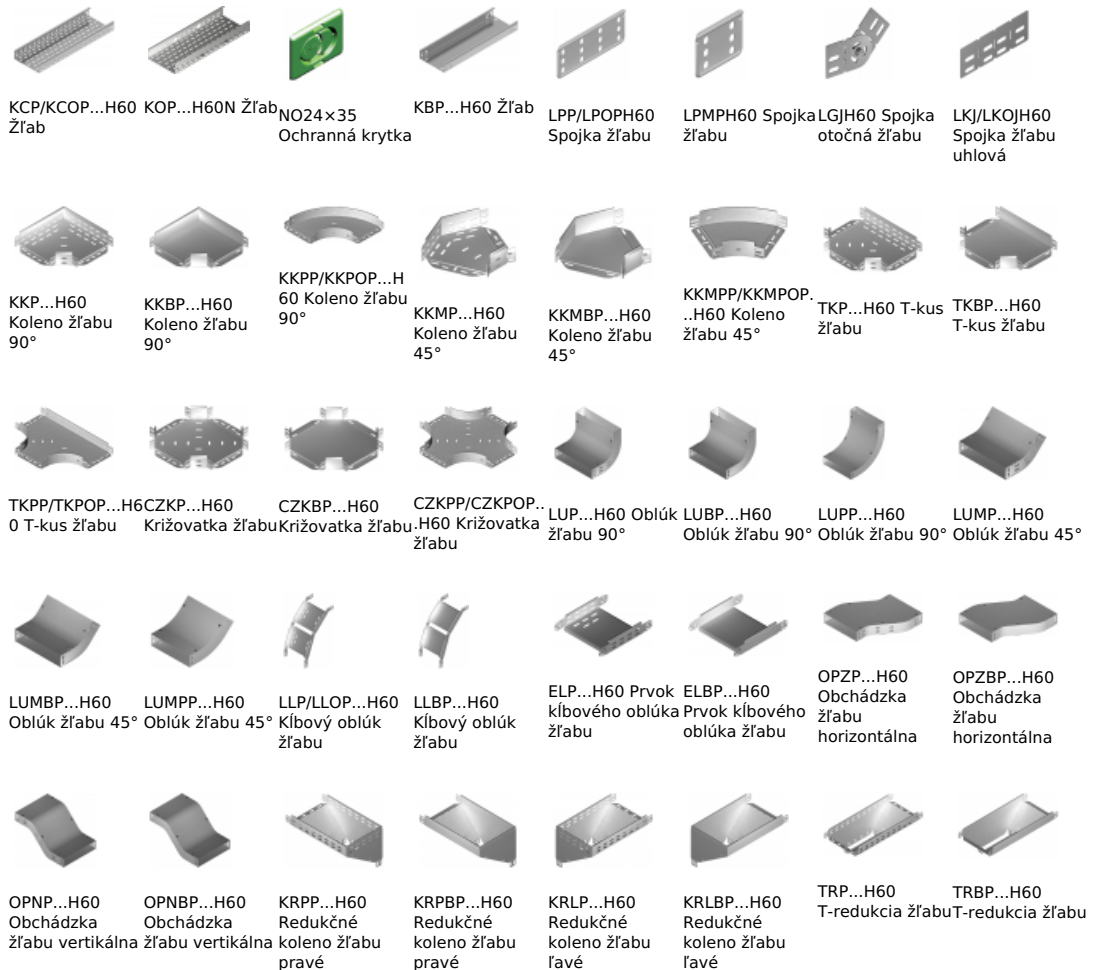 KCP/KCOP...H60
Žľab
KOP...H60N Žľab
NO24×35
Ochranná krytka
KBP...H60 Žľab
LPP/LPOPH60
Spojka žľabu
LPMPH60 Spojka
žľabu
LGJH60 Spojka
otočná žľabu
LKJ/LKOJH60
Spojka žľabu
uhlová
KKP...H60
Koleno žľabu
90°
KKBP...H60
Koleno žľabu
90°
KKPP/KKPOP...H
60 Koleno žľabu
90°
KKMP...H60
Koleno žľabu
45°
KKMBP...H60
Koleno žľabu
45°
KKMPP/KKMPOP.
..H60 Koleno
žľabu 45°
TKP...H60 T-kus
žľabu
TKBP...H60
T-kus žľabu
TKPP/TKPOP...H6
0 T-kus žľabu
CZKP...H60
Križovatka žľabu
CZKBP...H60
Križovatka žľabu
CZKPP/CZKPOP..
.H60 Križovatka
žľabu
LUP...H60 Oblúk
žľabu 90°
LUBP...H60
Oblúk žľabu 90°
LUPP...H60
Oblúk žľabu 90°
LUMP...H60
Oblúk žľabu 45°
LUMBP...H60
Oblúk žľabu 45°
LUMPP...H60
Oblúk žľabu 45°
LLP/LLOP...H60
Kĺbový oblúk
žľabu
LLBP...H60
Kĺbový oblúk
žľabu
ELP...H60 Prvok
kĺbového oblúka
žľabu
ELBP...H60
Prvok kĺbového
oblúka žľabu
OPZP...H60
Obchádzka
žľabu
horizontálna
OPZBP...H60
Obchádzka
žľabu
horizontálna
OPNP...H60
Obchádzka
žľabu vertikálna
OPNBP...H60
Obchádzka
žľabu vertikálna
KRPP...H60
Redukčné
koleno žľabu
pravé
KRPBP...H60
Redukčné
koleno žľabu
pravé
KRLP...H60
Redukčné
koleno žľabu
ľavé
KRLBP...H60
Redukčné
koleno žľabu
ľavé
TRP...H60
T-redukcia žľabu
TRBP...H60
T-redukcia žľabu